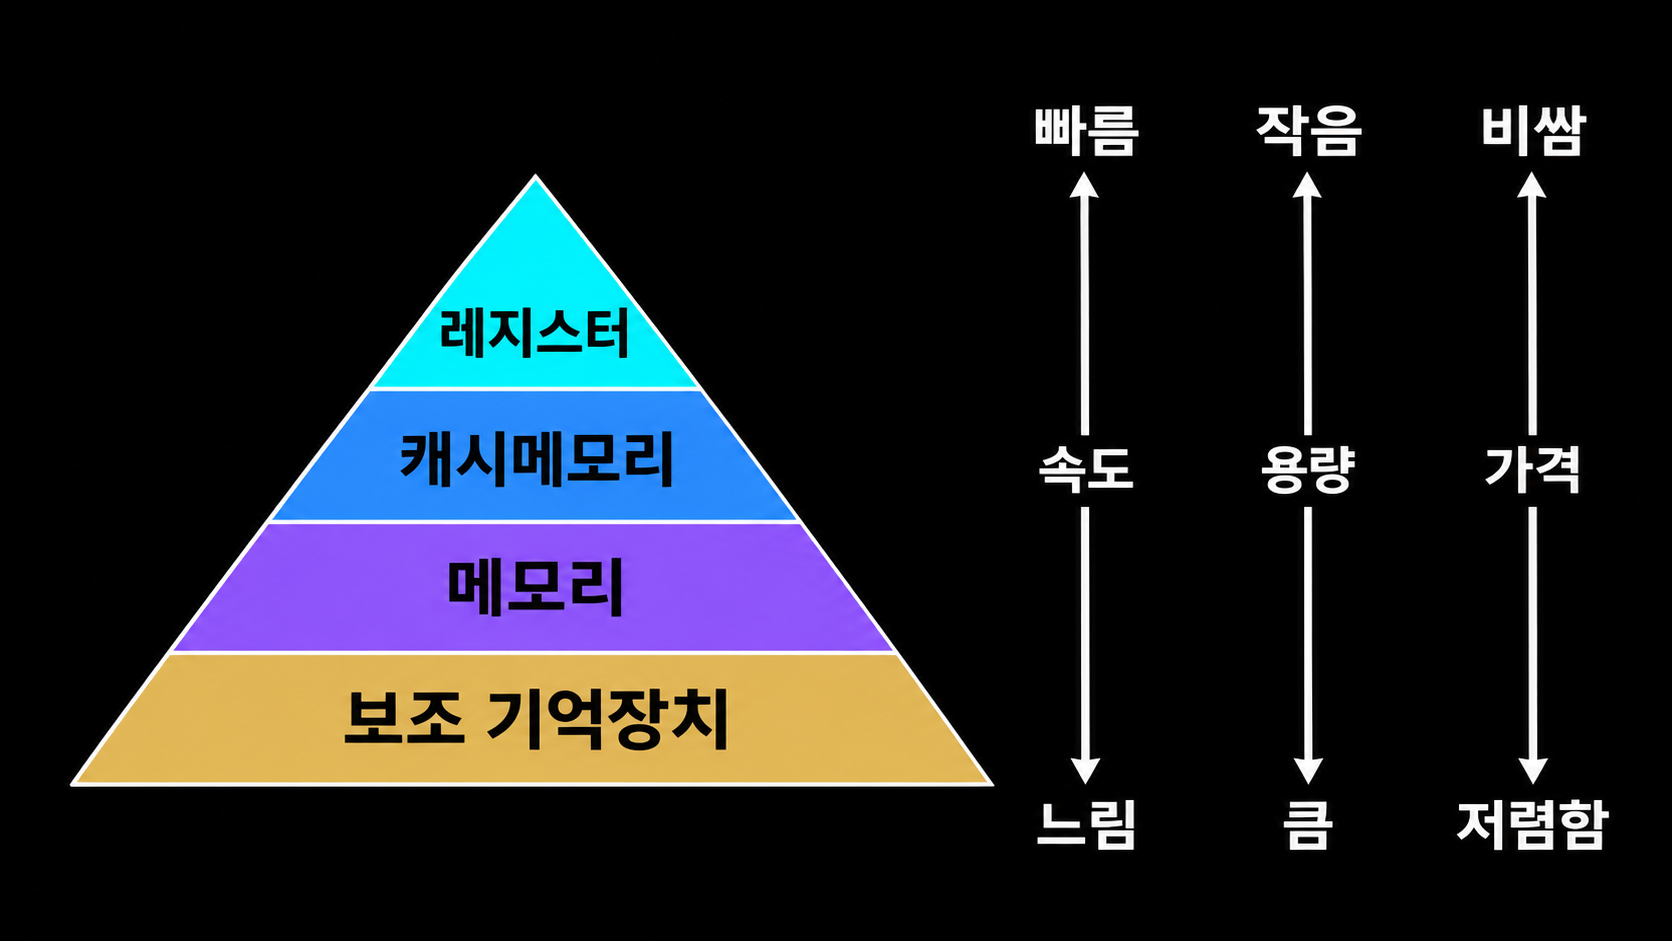 빠름 작음 비쌈
레지스터
캐시메모리
속도 용량 가격
메모리
보조 기억장치
느림 큼 저렴함